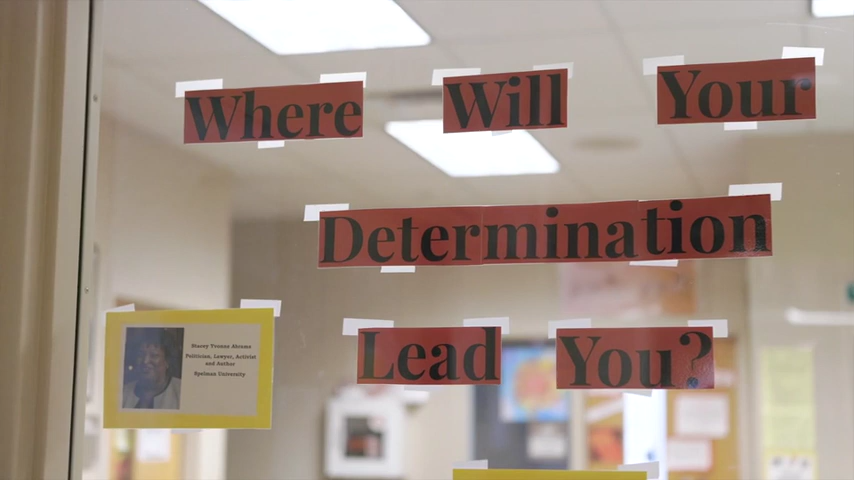 Where Will Your
Determination
Lead You?
Stacey Yvonne Abrams
Politician, Lawyer, Activist
and Author
Spelman University